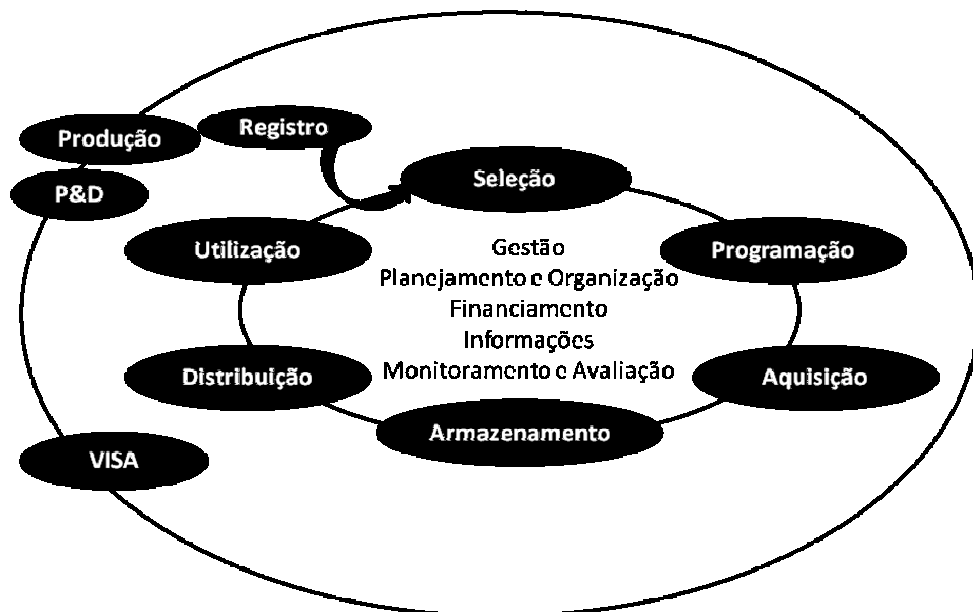 Produção
Registro
P&D
Seleção
Utilização
Programação
Gestão
Planejamento e Organização
Financiamento
Informações
Monitoramento e Avaliação
Distribuição
Aquisição
Armazenamento
VISA